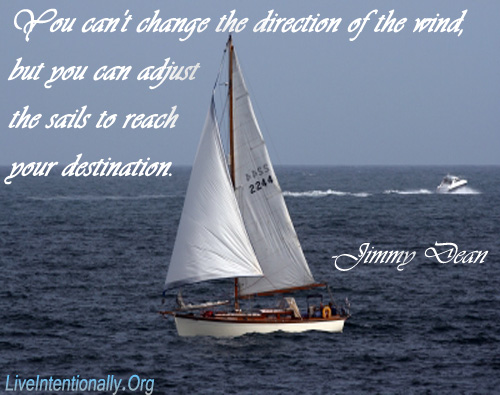 You can't change the direction of the wind,
but you can adjust
the sails to reach
your destination.
2244
2244
-Jimmy Dean
LiveIntentionally.Org